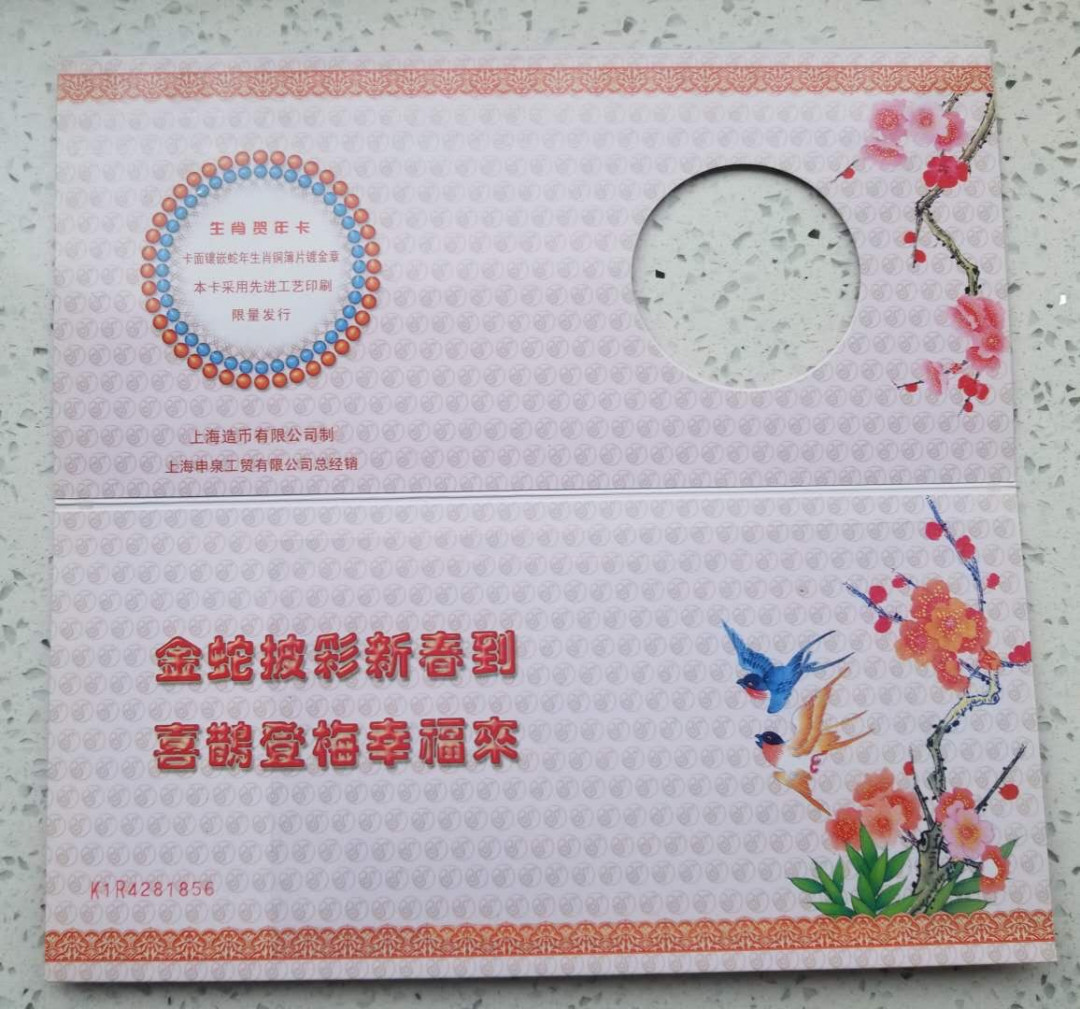 生肖贺年卡
卡面镶嵌蛇年生肖铜薄片镀金章
本卡采用先进工艺印刷
限量发行
上海造币有限公司制
上海申泉工贸有限公司总经销
金蛇披彩新春到
喜鵲登梅幸福來
K1R4281856